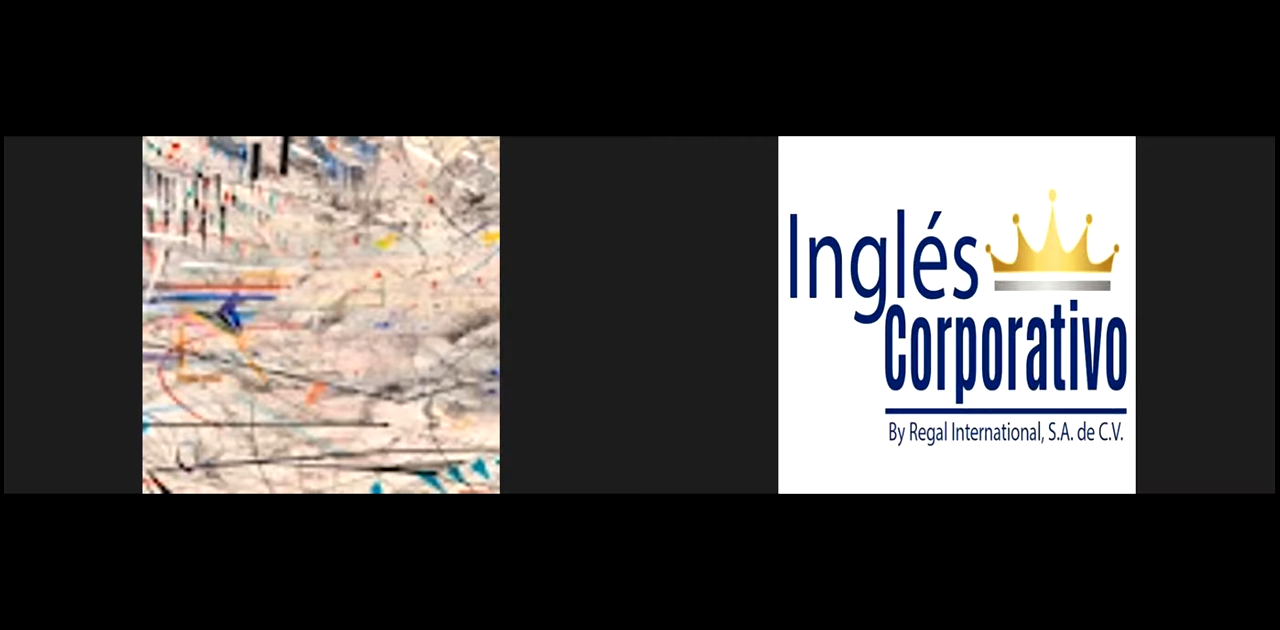 Inglés
Corporativo
By Regal International, S.A. de C.V.